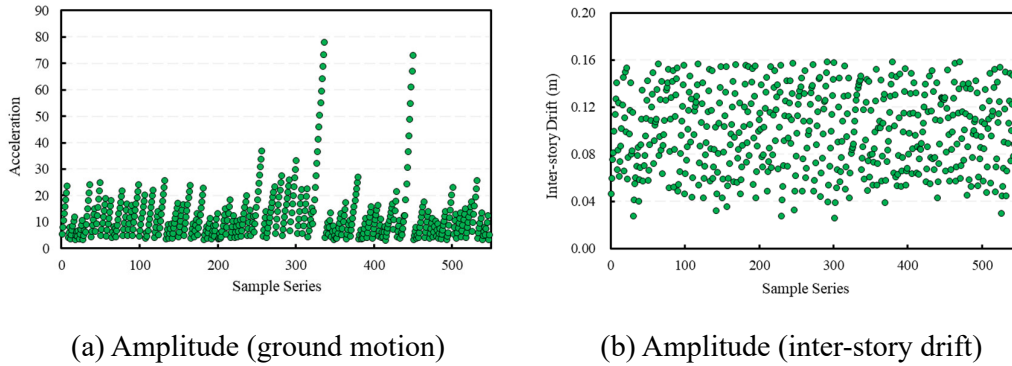 90
80
70
60
50
40
30
20
10
0
Acceleration
0 100 200 300 400 500
Sample Series
(a) Amplitude (ground motion)
0.20
0.16
0.12
0.08
0.04
0.00
Inter-story Drift (m)
0 100 200 300 400 500
Sample Series
(b) Amplitude (inter-story drift)